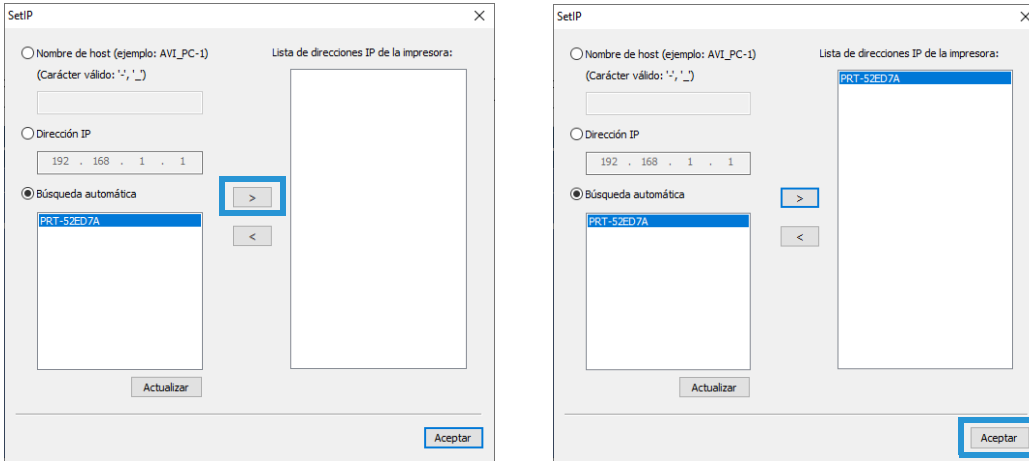 SetIP
Nombre de host (ejemplo: AVI_PC-1)
(Carácter válido: '-', '_')
Dirección IP
192 . 168 . 1 . 1
Búsqueda automática
PRT-52ED7A
Actualizar
>
<
Lista de direcciones IP de la impresora:
Aceptar
SetIP
Nombre de host (ejemplo: AVI_PC-1)
(Carácter válido: '-', '_')
Dirección IP
192 . 168 . 1 . 1
Búsqueda automática
PRT-52ED7A
Actualizar
>
<
Lista de direcciones IP de la impresora:
PRT-52ED7A
Aceptar